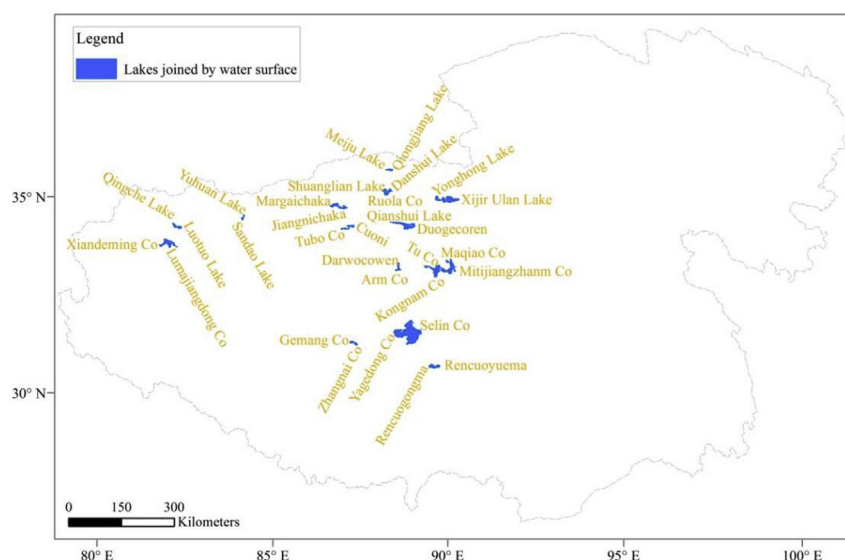 Legend
Lakes joined by water surface
Meiju Lake
Qiongjiang Lake
Shuanglian Lake
Danshui Lake
Yonghong Lake
Qingche Lake
Yuhuan Lake
Margaichaka
Ruola Co
Xijir Ulan Lake
35° N
Jiangnichaka
Qianshui Lake
Duogecoren
Tubo Co
Cuoni
Xiandeming Co
Luotuo Lake
Sandao Lake
Lumajiangdong Co
Darwocowen
Tu Co
Maqiao Co
Arm Co
Mitijiangzhanm Co
Kongnam Co
Selin Co
Gemang Co
Zhangnai Co
Yagedong Co
Rencuoyuema
Rencuogongma
30° N
0 150 300
Kilometers
80° E 85° E 90° E 95° E 100° E